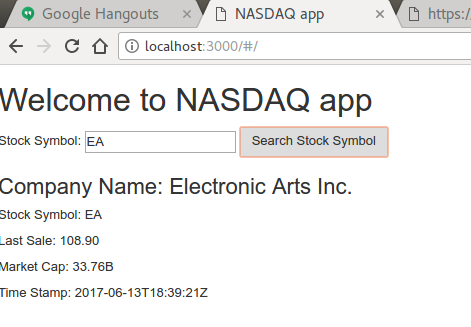 Google Hangouts × NASDAQ app × https:/
localhost:3000/#/
Welcome to NASDAQ app
Stock Symbol: EA Search Stock Symbol
Company Name: Electronic Arts Inc.
Stock Symbol: EA
Last Sale: 108.90
Market Cap: 33.76B
Time Stamp: 2017-06-13T18:39:21Z